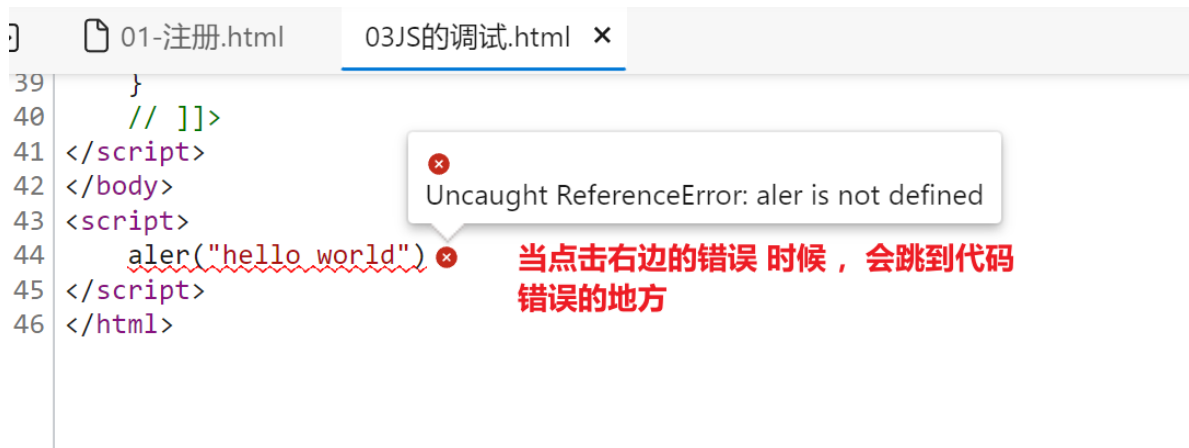 01-注册.html 03JS的调试.html ×
39 }
40 // ]]>
41 </script>
Uncaught ReferenceError: aler is not defined
42 </body>
43 <script>
44 aler("hello world")
当点击右边的错误 时候 ，会跳到代码
错误的地方
45 </script>
46 </html>